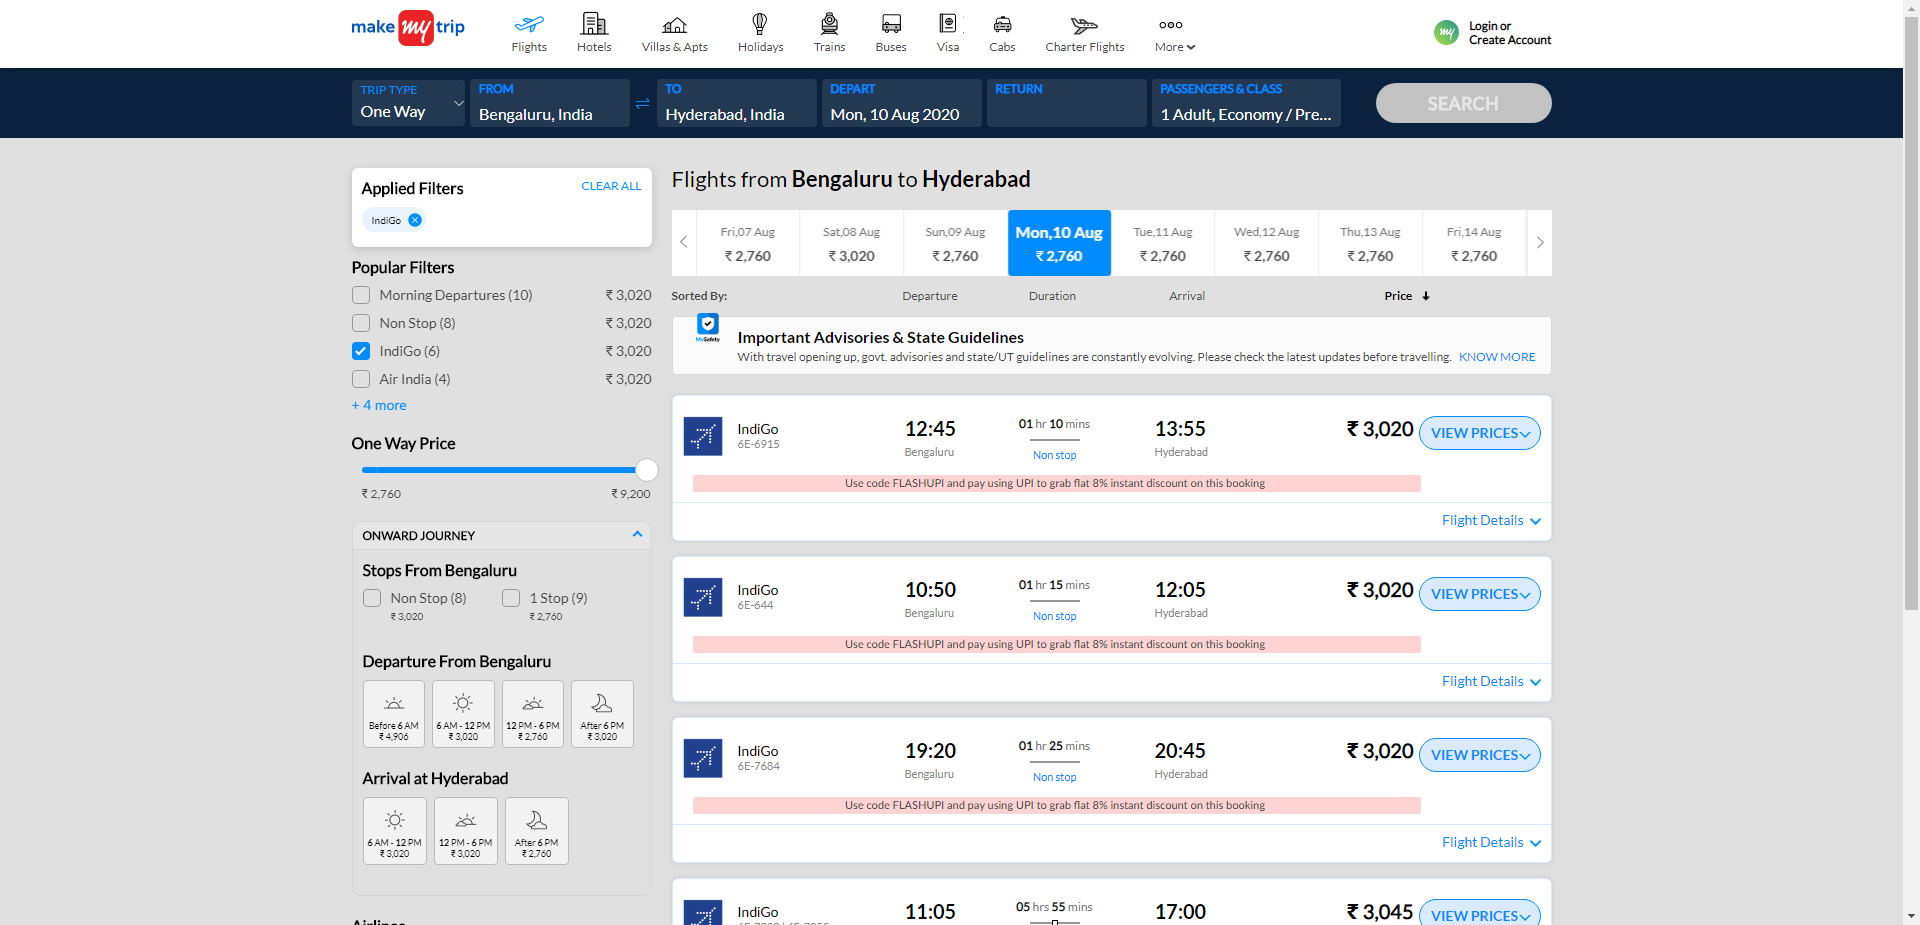 make my trip
Flights
Hotels
Villas & Apts
Holidays
Trains
Buses
Visa
Cabs
Charter Flights
More
my
Login or
Create Account
TRIP TYPE
One Way
FROM
Bengaluru, India
TO
Hyderabad, India
DEPART
Mon, 10 Aug 2020
RETURN
PASSENGERS & CLASS
1 Adult, Economy / Pre...
SEARCH
Applied Filters
CLEAR ALL
IndiGo
Popular Filters
Morning Departures (10) ₹ 3,020
Non Stop (8) ₹ 3,020
IndiGo (6) ₹ 3,020
Air India (4) ₹ 3,020
+ 4 more
One Way Price
₹ 2,760 ₹ 9,200
ONWARD JOURNEY
Stops From Bengaluru
Non Stop (8) 1 Stop (9)
₹ 3,020 ₹ 2,760
Departure From Bengaluru
Before 6 AM 6 AM - 12 PM 12 PM - 6 PM After 6 PM
₹ 4,906 ₹ 3,020 ₹ 2,760 ₹ 3,020
Arrival at Hyderabad
6 AM - 12 PM 12 PM - 6 PM After 6 PM
₹ 3,020 ₹ 3,020 ₹ 2,760
Flights from Bengaluru to Hyderabad
Fri,07 Aug Sat,08 Aug Sun,09 Aug Mon,10 Aug Tue,11 Aug Wed,12 Aug Thu,13 Aug Fri,14 Aug
₹ 2,760 ₹ 3,020 ₹ 2,760 ₹ 2,760 ₹ 2,760 ₹ 2,760 ₹ 2,760 ₹ 2,760
Sorted By: Departure Duration Arrival Price
MySafety
Important Advisories & State Guidelines
With travel opening up, govt. advisories and state/UT guidelines are constantly evolving. Please check the latest updates before travelling. KNOW MORE
IndiGo 12:45 01 hr 10 mins 13:55 ₹ 3,020 VIEW PRICES
6E-6915 Bengaluru Non stop Hyderabad
Use code FLASHUPI and pay using UPI to grab flat 8% instant discount on this booking
Flight Details
IndiGo 10:50 01 hr 15 mins 12:05 ₹ 3,020 VIEW PRICES
6E-644 Bengaluru Non stop Hyderabad
Use code FLASHUPI and pay using UPI to grab flat 8% instant discount on this booking
Flight Details
IndiGo 19:20 01 hr 25 mins 20:45 ₹ 3,020 VIEW PRICES
6E-7684 Bengaluru Non stop Hyderabad
Use code FLASHUPI and pay using UPI to grab flat 8% instant discount on this booking
Flight Details
IndiGo 11:05 05 hrs 55 mins 17:00 ₹ 3,045 VIEW PRICES